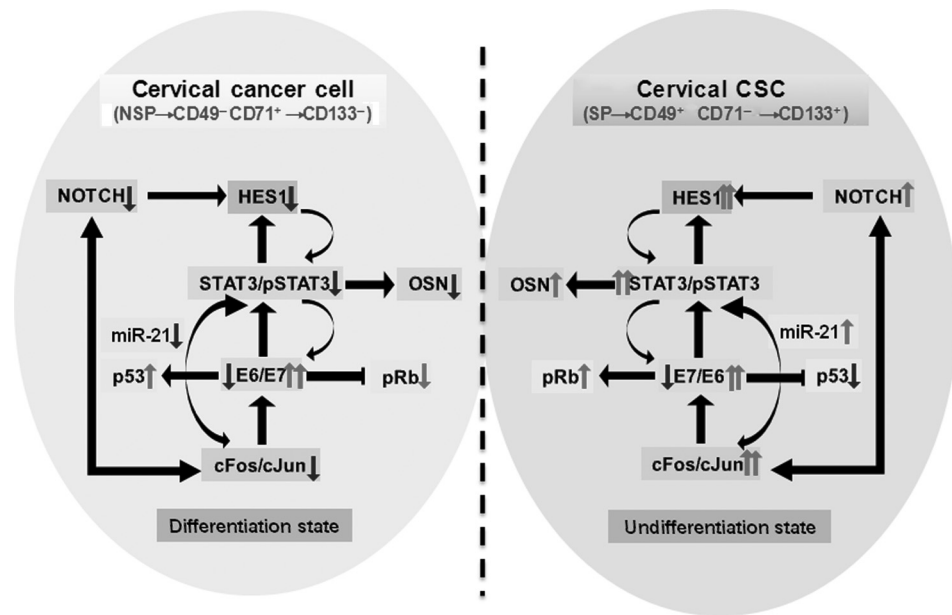 Cervical cancer cell
(NSP→CD49⁻ CD71⁺ →CD133⁻)
NOTCH↓
HES1↓
STAT3/pSTAT3↓
OSN↓
miR-21↓
p53↑
↓E6/E7↑↑
pRb↓
cFos/cJun↓
Differentiation state
Cervical CSC
(SP→CD49⁺ CD71⁻ →CD133⁺)
HES1↑↑
NOTCH↑
OSN↑
↑↑STAT3/pSTAT3
miR-21↑
pRb↑
↓E7/E6↑↑
p53↓
cFos/cJun↑↑
Undifferentiation state